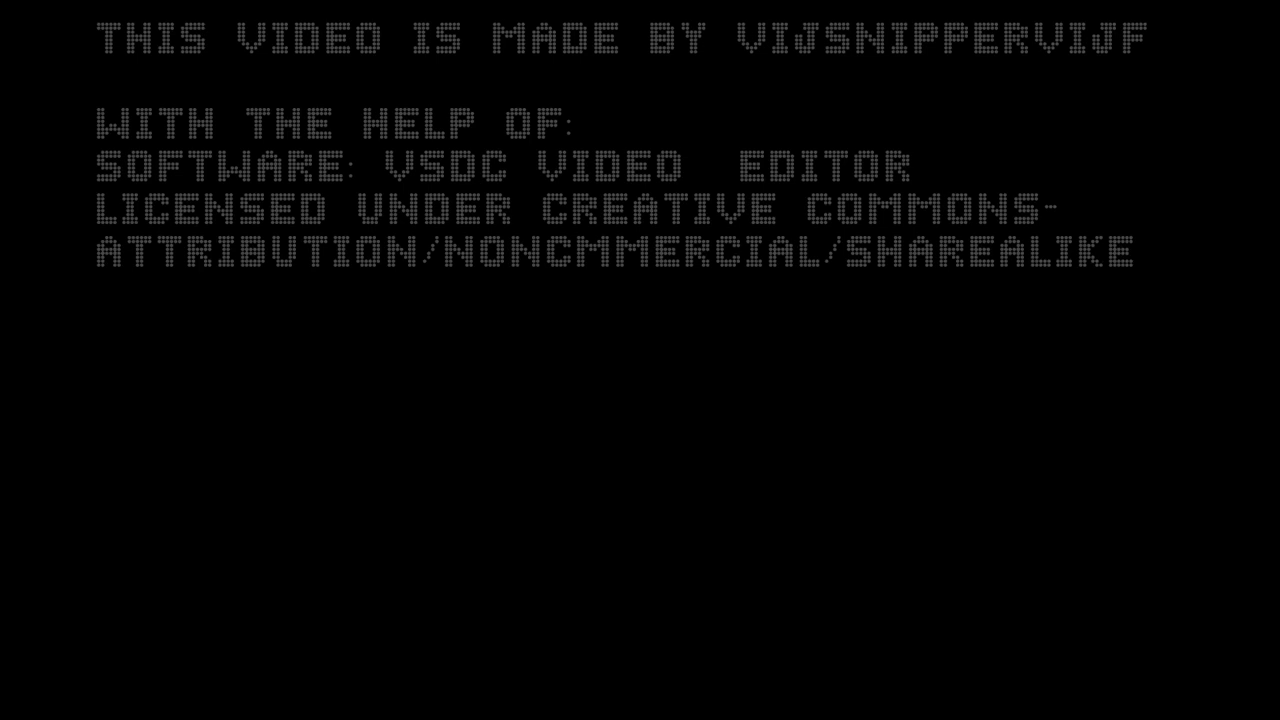 THIS VIDEO IS MADE BY VIJSNIPPERVIJF
WITH THE HELP OF:
SOFTWARE: VSDC VIDEO  EDITOR
LICENSED UNDER CREATIVE COMMONS-
ATTRIBUTION/NONCMMERCIAL/SHAREALIKE